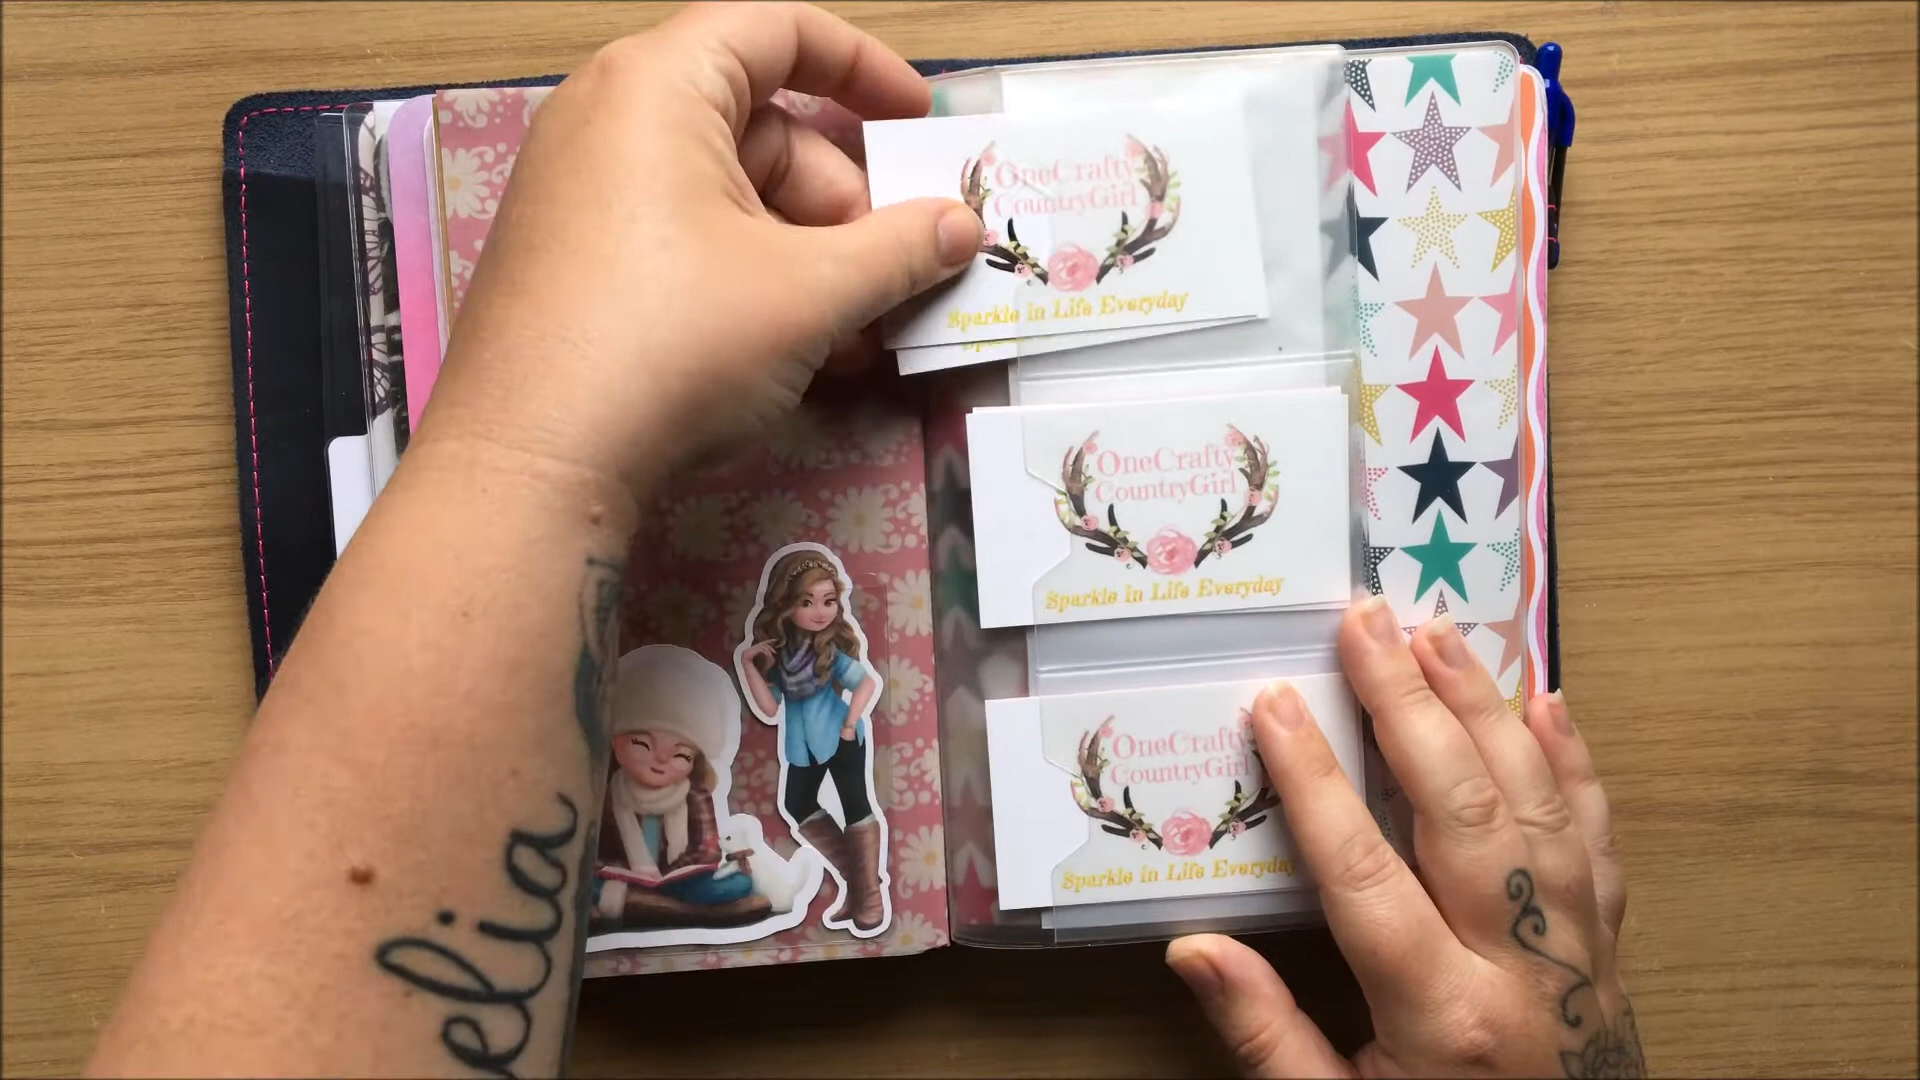 OneCrafty
CountryGirl
Sparkle in Life Everyday
OneCrafty
CountryGirl
Sparkle in Life Everyday
OneCrafty
CountryGirl
Sparkle in Life Everyday
elia